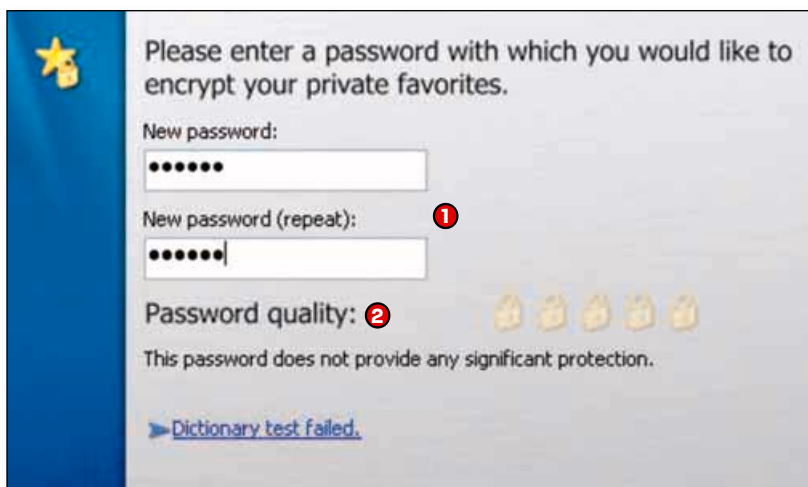 Please enter a password with which you would like to
encrypt your private favorites.
New password:
••••••
1
New password (repeat):
••••••
Password quality: 2
This password does not provide any significant protection.
Dictionary test failed.